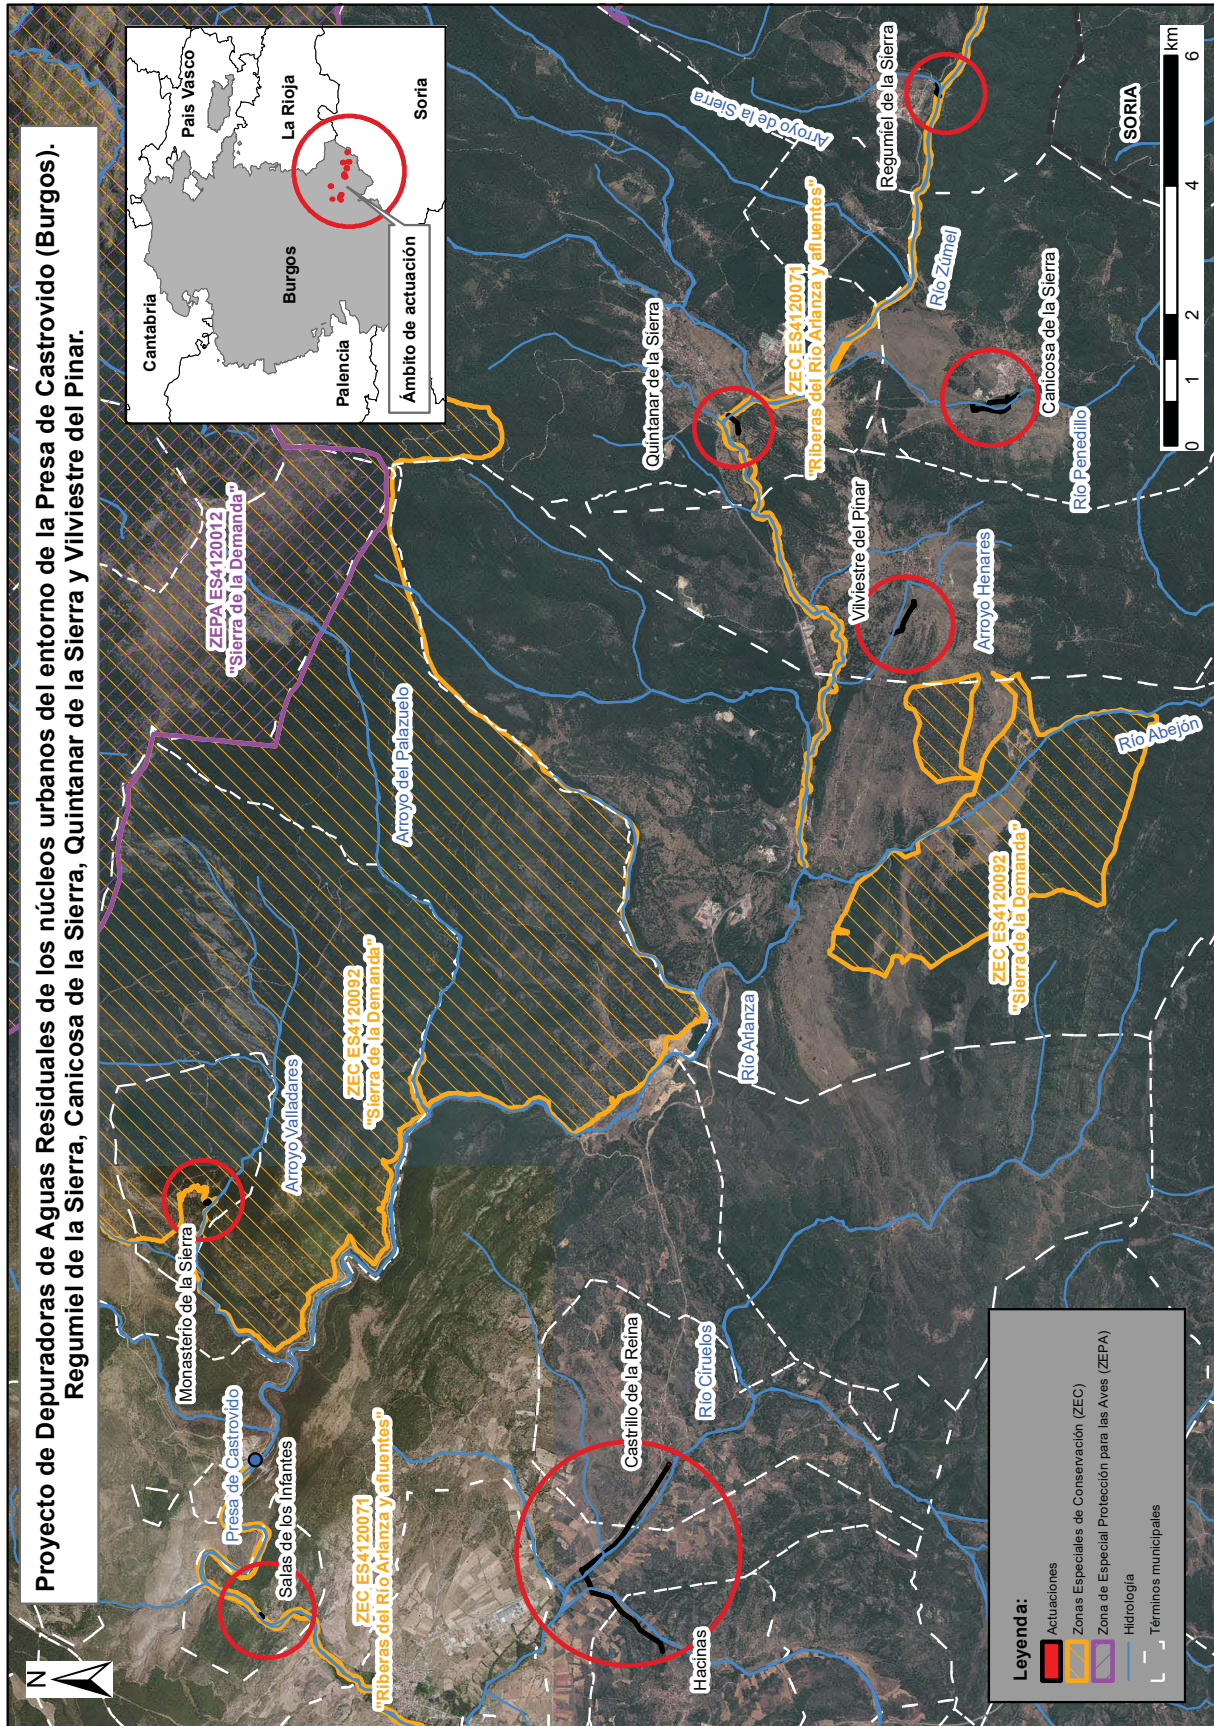 Proyecto de Depuradoras de Aguas Residuales de los núcleos urbanos del entorno de la Presa de Castrovido (Burgos).
Regumiel de la Sierra, Canicosa de la Sierra, Quintanar de la Sierra y Vilviestre del Pinar.
N
Cantabria
Pais Vasco
La Rioja
Burgos
Palencia
Soria
Ámbito de actuación
ZEPA ES4120012
"Sierra de la Demanda"
Monasterio de la Sierra
Arroyo Valladares
Presa de Castrovido
Salas de los Infantes
ZEC ES4120092
"Sierra de la Demanda"
Arroyo del Palazuelo
ZEC ES4120071
"Riberas del Río Arlanza y afluentes"
Quintanar de la Sierra
Arroyo de la Sierra
ZEC ES4120071
"Riberas del Río Arlanza y afluentes"
Regumiel de la Sierra
Castrillo de la Reina
Río Ciruelos
Hacinas
Río Arlanza
Vilviestre del Pinar
Río Zúmel
Arroyo Henares
Canicosa de la Sierra
Río Penedillo
ZEC ES4120092
"Sierra de la Demanda"
Río Abejón
SORIA
Leyenda:
Actuaciones
Zonas Especiales de Conservación (ZEC)
Zona de Especial Protección para las Aves (ZEPA)
Hidrología
Términos municipales
0 1 2 4 6
km